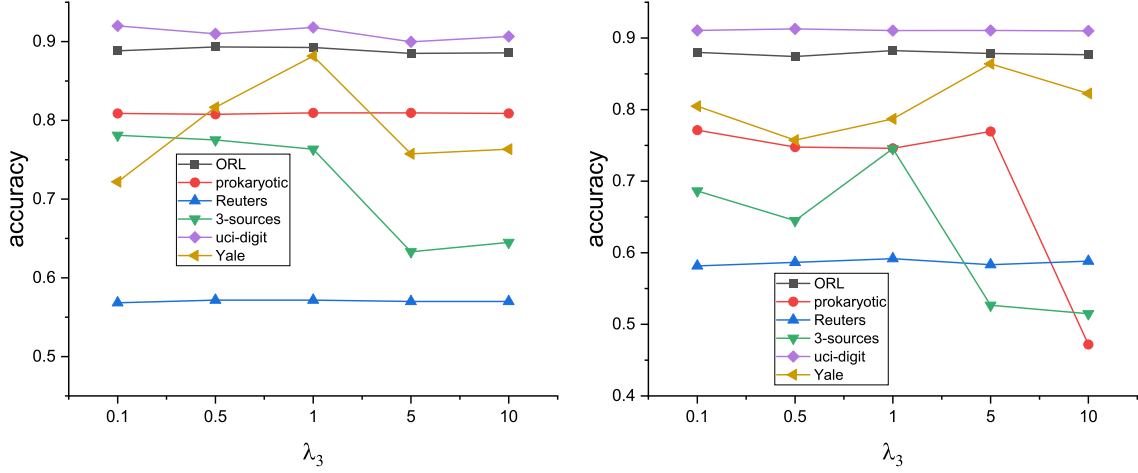 0.9
0.8
0.7
0.6
0.5
accuracy
ORL
prokaryotic
Reuters
3-sources
uci-digit
Yale
0.1 0.5 1 5 10
λ3
0.9
0.8
0.7
0.6
0.5
0.4
accuracy
ORL
prokaryotic
Reuters
3-sources
uci-digit
Yale
0.1 0.5 1 5 10
λ3